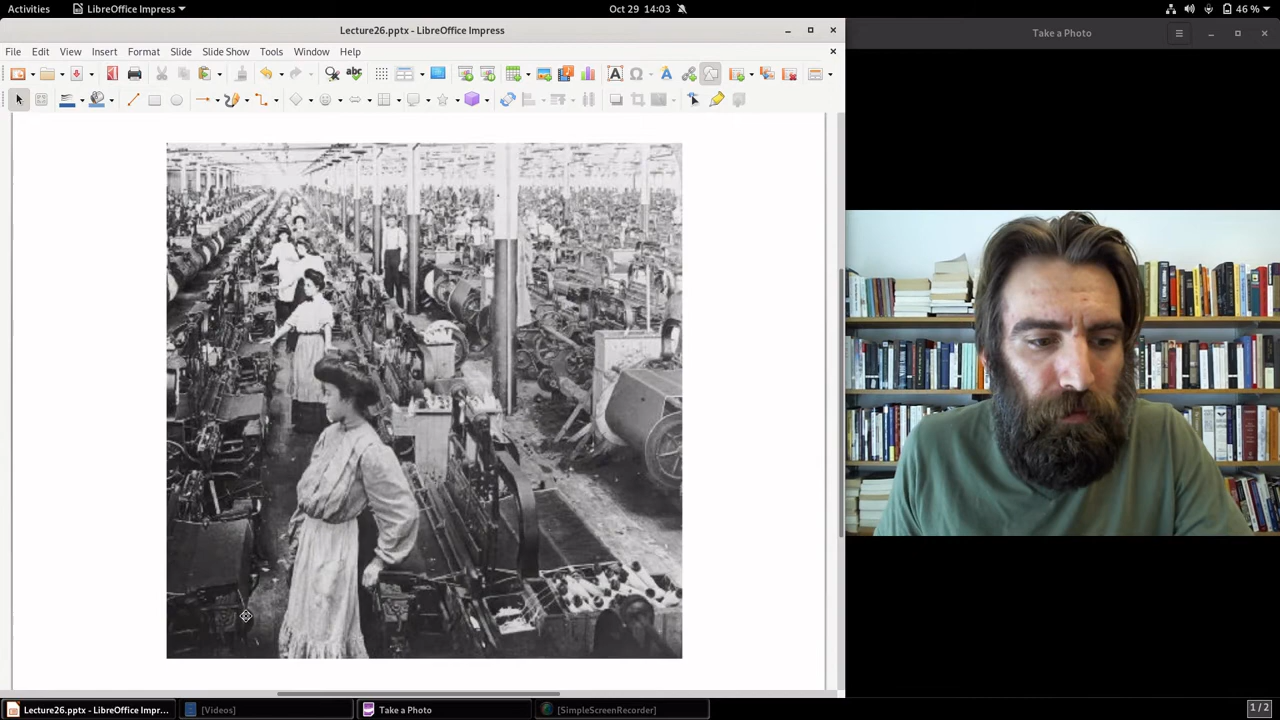 Activities
LibreOffice Impress
Oct 29 14:03
46 %
Lecture26.pptx - LibreOffice Impress
Take a Photo
File Edit View Insert Format Slide Slide Show Tools Window Help
abc
A Ω A
Lecture26.pptx - LibreOffice Impr...
[Videos]
Take a Photo
[SimpleScreenRecorder]
1 / 2